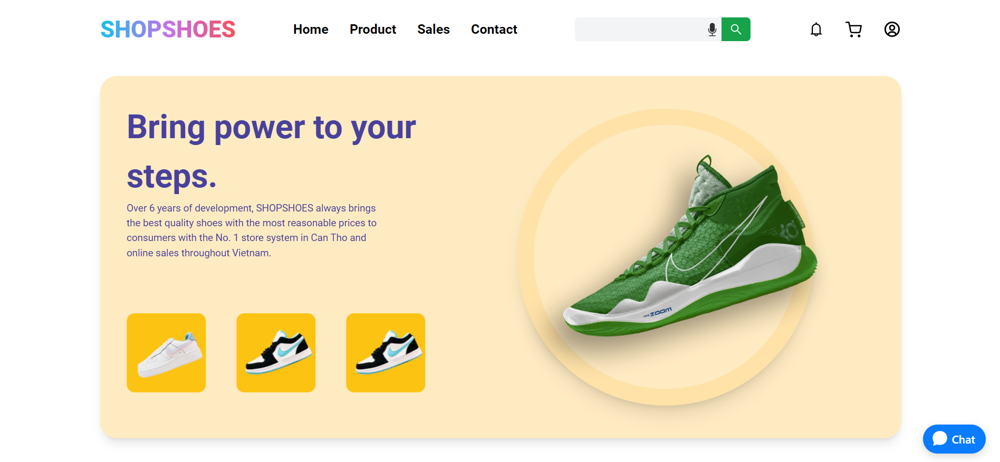 SHOPSHOES
Home
Product
Sales
Contact
Bring power to your
steps.
Over 6 years of development, SHOPSHOES always brings
the best quality shoes with the most reasonable prices to
consumers with the No. 1 store system in Can Tho and
online sales throughout Vietnam.
NIKE ZOOM
Chat